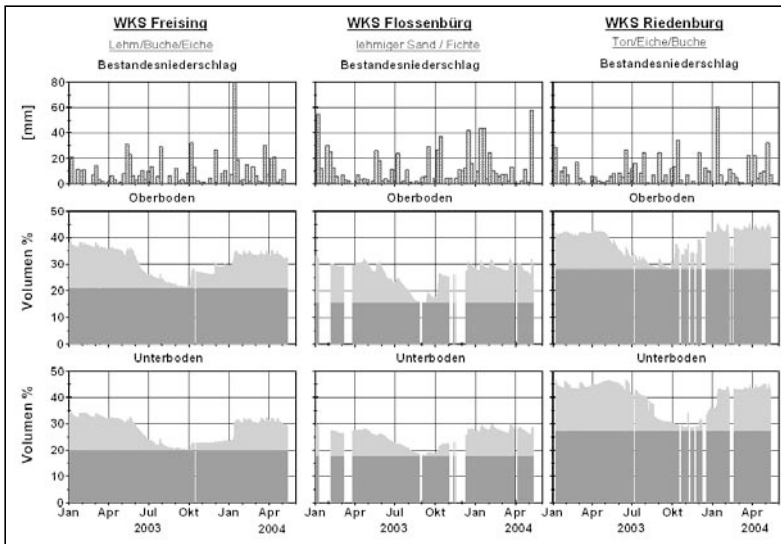 WKS Freising WKS Flossenbürg WKS Riedenburg
Lehm/Buche/Eiche lehmiger Sand / Fichte Ton/Eiche/Buche
Bestandesniederschlag Bestandesniederschlag Bestandesniederschlag
80
60
[mm]
40
20
0
Oberboden Oberboden Oberboden
50
40
Volumen %
30
20
10
0
Unterboden Unterboden Unterboden
50
40
Volumen %
30
20
10
0
Jan Apr Jul Okt Jan Apr Jan Apr Jul Okt Jan Apr Jan Apr Jul Okt Jan Apr
2003 2004 2003 2004 2003 2004